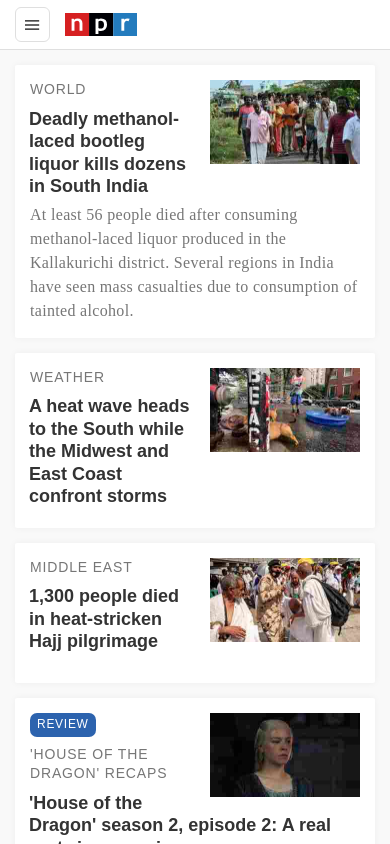 npr
WORLD
Deadly methanol-
laced bootleg
liquor kills dozens
in South India
At least 56 people died after consuming
methanol-laced liquor produced in the
Kallakurichi district. Several regions in India
have seen mass casualties due to consumption of
tainted alcohol.
WEATHER
A heat wave heads
to the South while
the Midwest and
East Coast
confront storms
MIDDLE EAST
1,300 people died
in heat-stricken
Hajj pilgrimage
REVIEW
'HOUSE OF THE
DRAGON' RECAPS
'House of the
Dragon' season 2, episode 2: A real